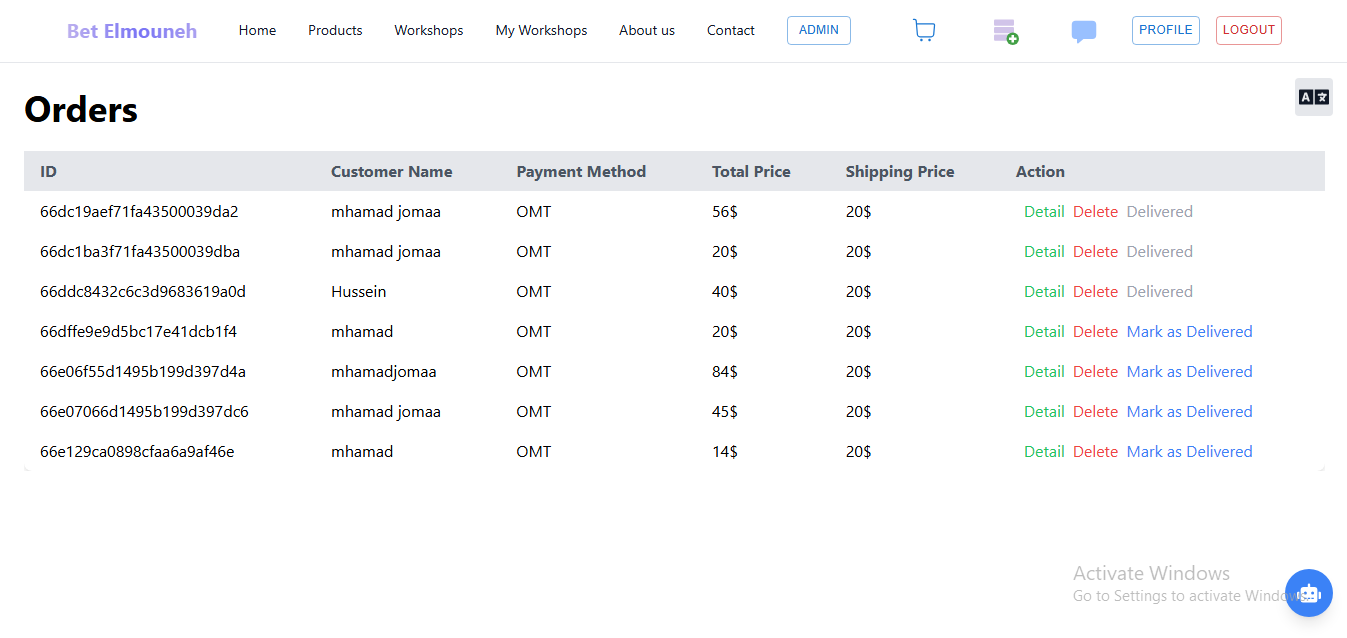 Bet Elmouneh Home Products Workshops My Workshops About us Contact ADMIN PROFILE LOGOUT
Orders
A
ID Customer Name Payment Method Total Price Shipping Price Action
66dc19aef71fa43500039da2 mhamad jomaa OMT 56$ 20$ Detail Delete Delivered
66dc1ba3f71fa43500039dba mhamad jomaa OMT 20$ 20$ Detail Delete Delivered
66ddc8432c6c3d9683619a0d Hussein OMT 40$ 20$ Detail Delete Delivered
66dffe9e9d5bc17e41dcb1f4 mhamad OMT 20$ 20$ Detail Delete Mark as Delivered
66e06f55d1495b199d397d4a mhamadjomaa OMT 84$ 20$ Detail Delete Mark as Delivered
66e07066d1495b199d397dc6 mhamad jomaa OMT 45$ 20$ Detail Delete Mark as Delivered
66e129ca0898cfaa6a9af46e mhamad OMT 14$ 20$ Detail Delete Mark as Delivered
Activate Windows
Go to Settings to activate Windows.